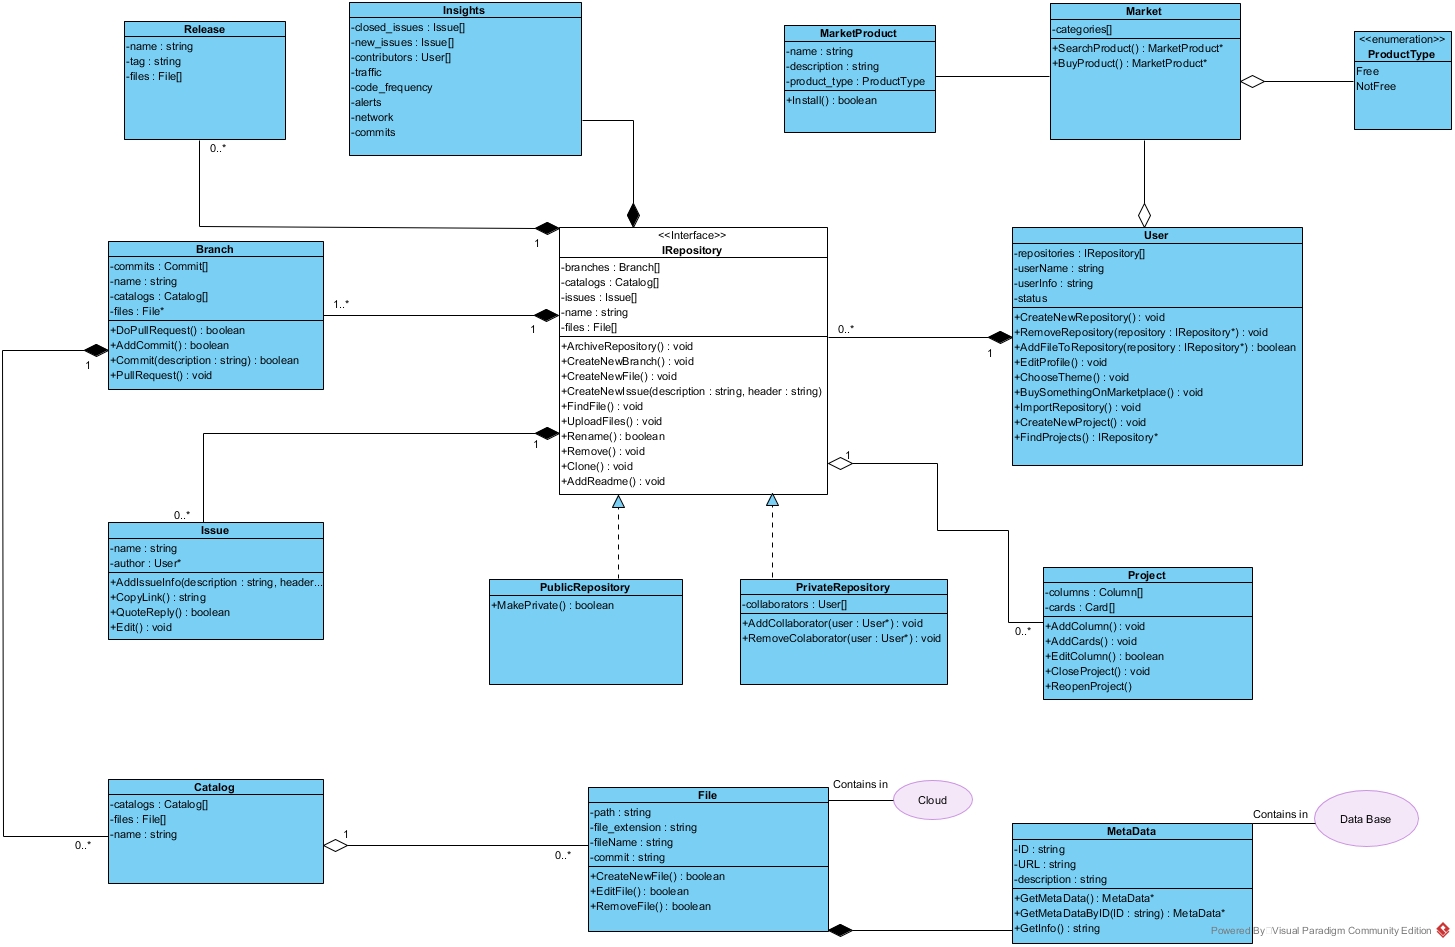 Release
-name : string
-tag : string
-files : File[]
0..*
Insights
-closed_issues : Issue[]
-new_issues : Issue[]
-contributors : User[]
-traffic
-code_frequency
-alerts
-network
-commits
MarketProduct
-name : string
-description : string
-product_type : ProductType
+Install() : boolean
Market
-categories[]
+SearchProduct() : MarketProduct*
+BuyProduct() : MarketProduct*
<<enumeration>>
ProductType
Free
NotFree
1
Branch
-commits : Commit[]
-name : string
-catalogs : Catalog[]
-files : File*
+DoPullRequest() : boolean
+AddCommit() : boolean
+Commit(description : string) : boolean
+PullRequest() : void
1..*
1
1
<<Interface>>
IRepository
-branches : Branch[]
-catalogs : Catalog[]
-issues : Issue[]
-name : string
-files : File[]
+ArchiveRepository() : void
+CreateNewBranch() : void
+CreateNewFile() : void
+CreateNewIssue(description : string, header : string)
+FindFile() : void
+UploadFiles() : void
+Rename() : boolean
+Remove() : void
+Clone() : void
+AddReadme() : void
0..*
1
User
-repositories : IRepository[]
-userName : string
-userInfo : string
-status
+CreateNewRepository() : void
+RemoveRepository(repository : IRepository*) : void
+AddFileToRepository(repository : IRepository*) : boolean
+EditProfile() : void
+ChooseTheme() : void
+BuySomethingOnMarketplace() : void
+ImportRepository() : void
+CreateNewProject() : void
+FindProjects() : IRepository*
1
1
0..*
Issue
-name : string
-author : User*
+AddIssueInfo(description : string, header...
+CopyLink() : string
+QuoteReply() : boolean
+Edit() : void
PublicRepository
+MakePrivate() : boolean
PrivateRepository
-collaborators : User[]
+AddCollaborator(user : User*) : void
+RemoveColaborator(user : User*) : void
0..*
Project
-columns : Column[]
-cards : Card[]
+AddColumn() : void
+AddCards() : void
+EditColumn() : boolean
+CloseProject() : void
+ReopenProject()
0..*
Catalog
-catalogs : Catalog[]
-files : File[]
-name : string
1
0..*
File
-path : string
-file_extension : string
-fileName : string
-commit : string
+CreateNewFile() : boolean
+EditFile() : boolean
+RemoveFile() : boolean
Contains in
Cloud
MetaData
-ID : string
-URL : string
-description : string
+GetMetaData() : MetaData*
+GetMetaDataByID(ID : string) : MetaData*
+GetInfo() : string
Contains in
Data Base
Powered By Visual Paradigm Community Edition